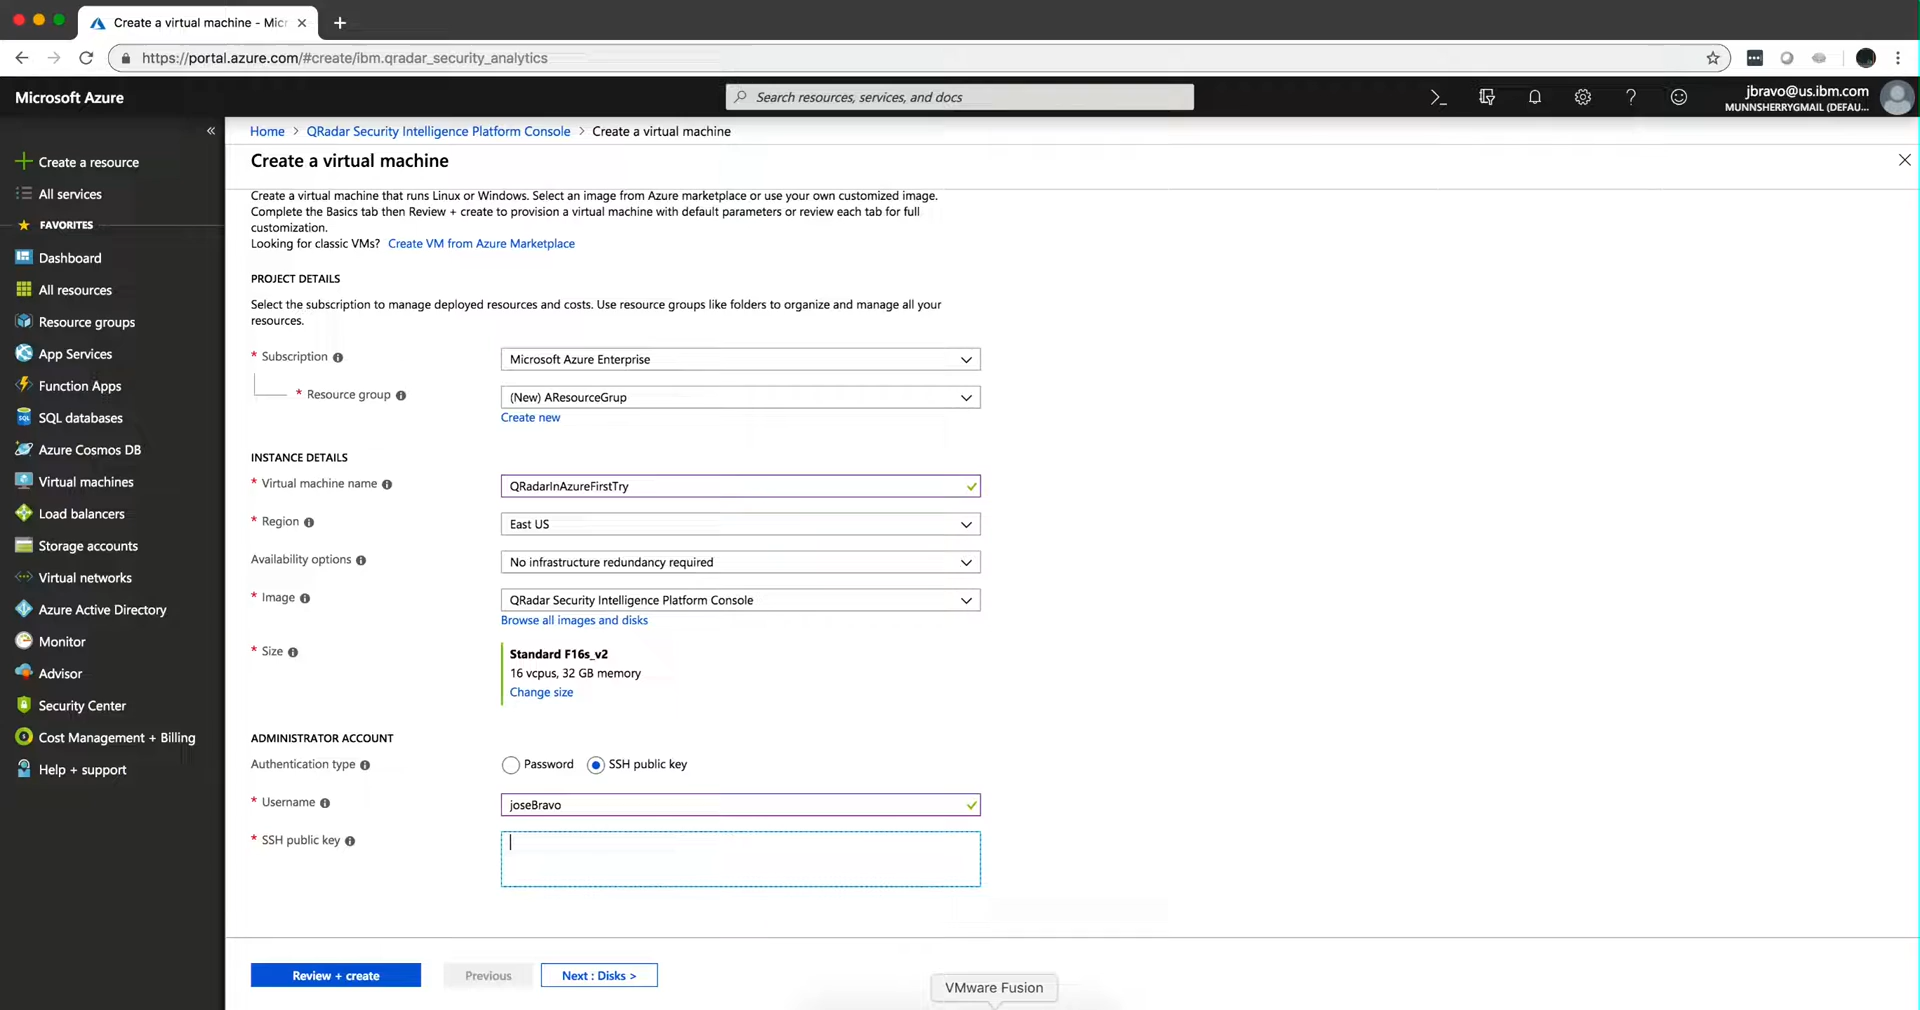 Create a virtual machine - Micr
https://portal.azure.com/#create/ibm.qradar_security_analytics
Microsoft Azure
Search resources, services, and docs
jbravo@us.ibm.com
MUNNSHERRYGMAIL (DEFAU...
Home > QRadar Security Intelligence Platform Console > Create a virtual machine
Create a virtual machine
Create a resource
All services
FAVORITES
Dashboard
All resources
Resource groups
App Services
Function Apps
SQL databases
Azure Cosmos DB
Virtual machines
Load balancers
Storage accounts
Virtual networks
Azure Active Directory
Monitor
Advisor
Security Center
Cost Management + Billing
Help + support
Create a virtual machine that runs Linux or Windows. Select an image from Azure marketplace or use your own customized image.
Complete the Basics tab then Review + create to provision a virtual machine with default parameters or review each tab for full
customization.
Looking for classic VMs? Create VM from Azure Marketplace
PROJECT DETAILS
Select the subscription to manage deployed resources and costs. Use resource groups like folders to organize and manage all your
resources.
* Subscription
Microsoft Azure Enterprise
* Resource group
(New) AResourceGrup
Create new
INSTANCE DETAILS
* Virtual machine name
QRadarInAzureFirstTry
* Region
East US
Availability options
No infrastructure redundancy required
* Image
QRadar Security Intelligence Platform Console
Browse all images and disks
* Size
Standard F16s_v2
16 vcpus, 32 GB memory
Change size
ADMINISTRATOR ACCOUNT
Authentication type
Password
SSH public key
* Username
joseBravo
* SSH public key
Review + create
Previous
Next : Disks >
VMware Fusion